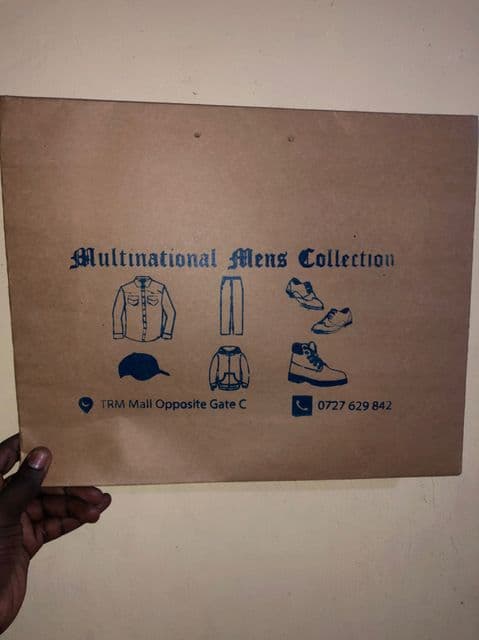 Multinational Mens Collection
TRM Mall Opposite Gate C
0727 629 842